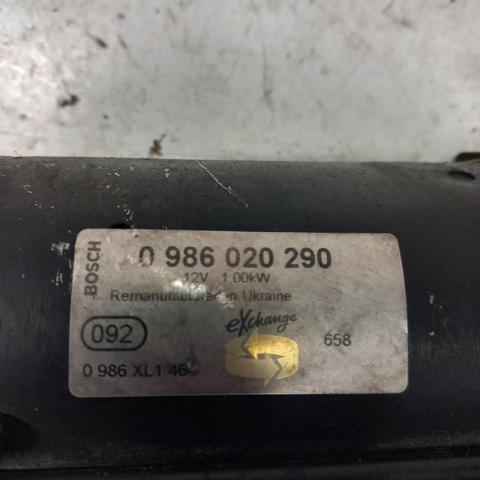 BOSCH
0 986 020 290
12V 1.00kW
Remanufactured in Ukraine
092
eXchange
658
0 986 XL1 46